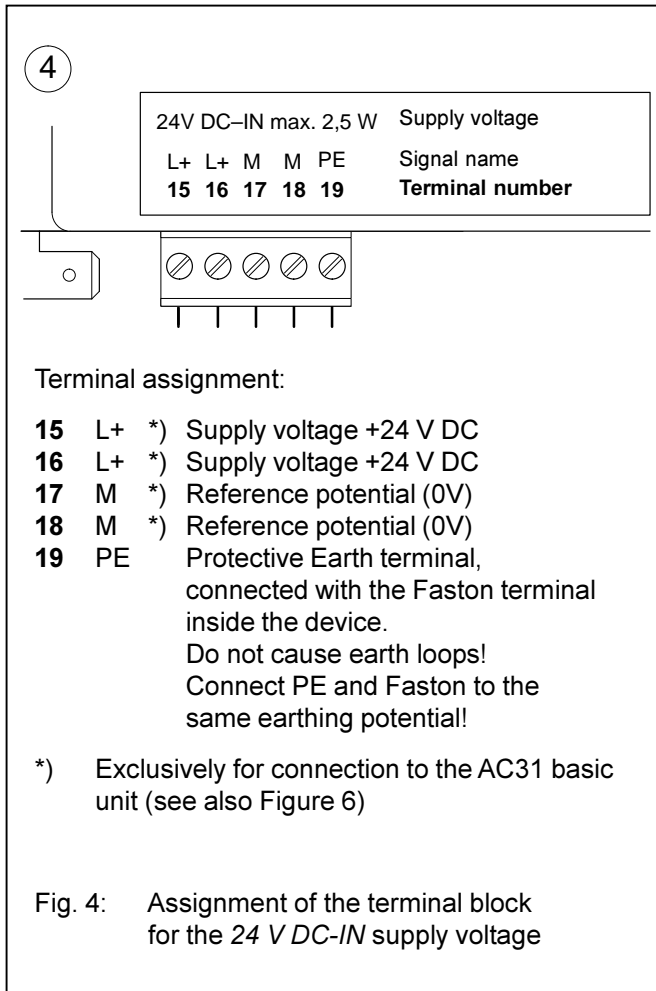 4
24V DC–IN max. 2,5 W Supply voltage
L+ L+ M M PE Signal name
15 16 17 18 19 Terminal number
Terminal assignment:
15 L+ *) Supply voltage +24 V DC
16 L+ *) Supply voltage +24 V DC
17 M *) Reference potential (0V)
18 M *) Reference potential (0V)
19 PE Protective Earth terminal,
connected with the Faston terminal
inside the device.
Do not cause earth loops!
Connect PE and Faston to the
same earthing potential!
*) Exclusively for connection to the AC31 basic
unit (see also Figure 6)
Fig. 4: Assignment of the terminal block
for the 24 V DC-IN supply voltage